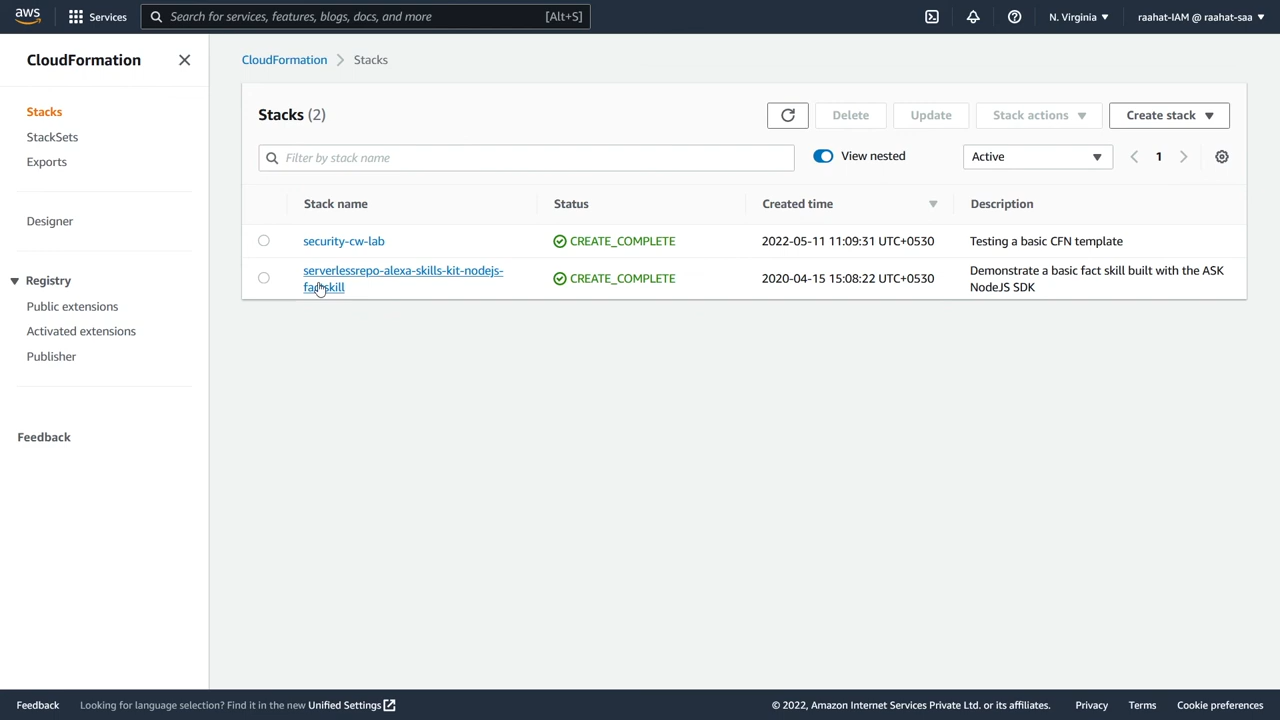 aws
Services
Search for services, features, blogs, docs, and more [Alt+S]
N. Virginia
raahat-IAM @ raahat-saa
CloudFormation
Stacks
StackSets
Exports
Designer
Registry
Public extensions
Activated extensions
Publisher
Feedback
CloudFormation > Stacks
Stacks (2)
Delete
Update
Stack actions
Create stack
Filter by stack name
View nested
Active
1
Stack name Status Created time Description
security-cw-lab CREATE_COMPLETE 2022-05-11 11:09:31 UTC+0530 Testing a basic CFN template
serverlessrepo-alexa-skills-kit-nodejs- CREATE_COMPLETE 2020-04-15 15:08:22 UTC+0530 Demonstrate a basic fact skill built with the ASK
NodeJS SDK
Feedback
Looking for language selection? Find it in the new Unified Settings
© 2022, Amazon Internet Services Private Ltd. or its affiliates.
Privacy
Terms
Cookie preferences